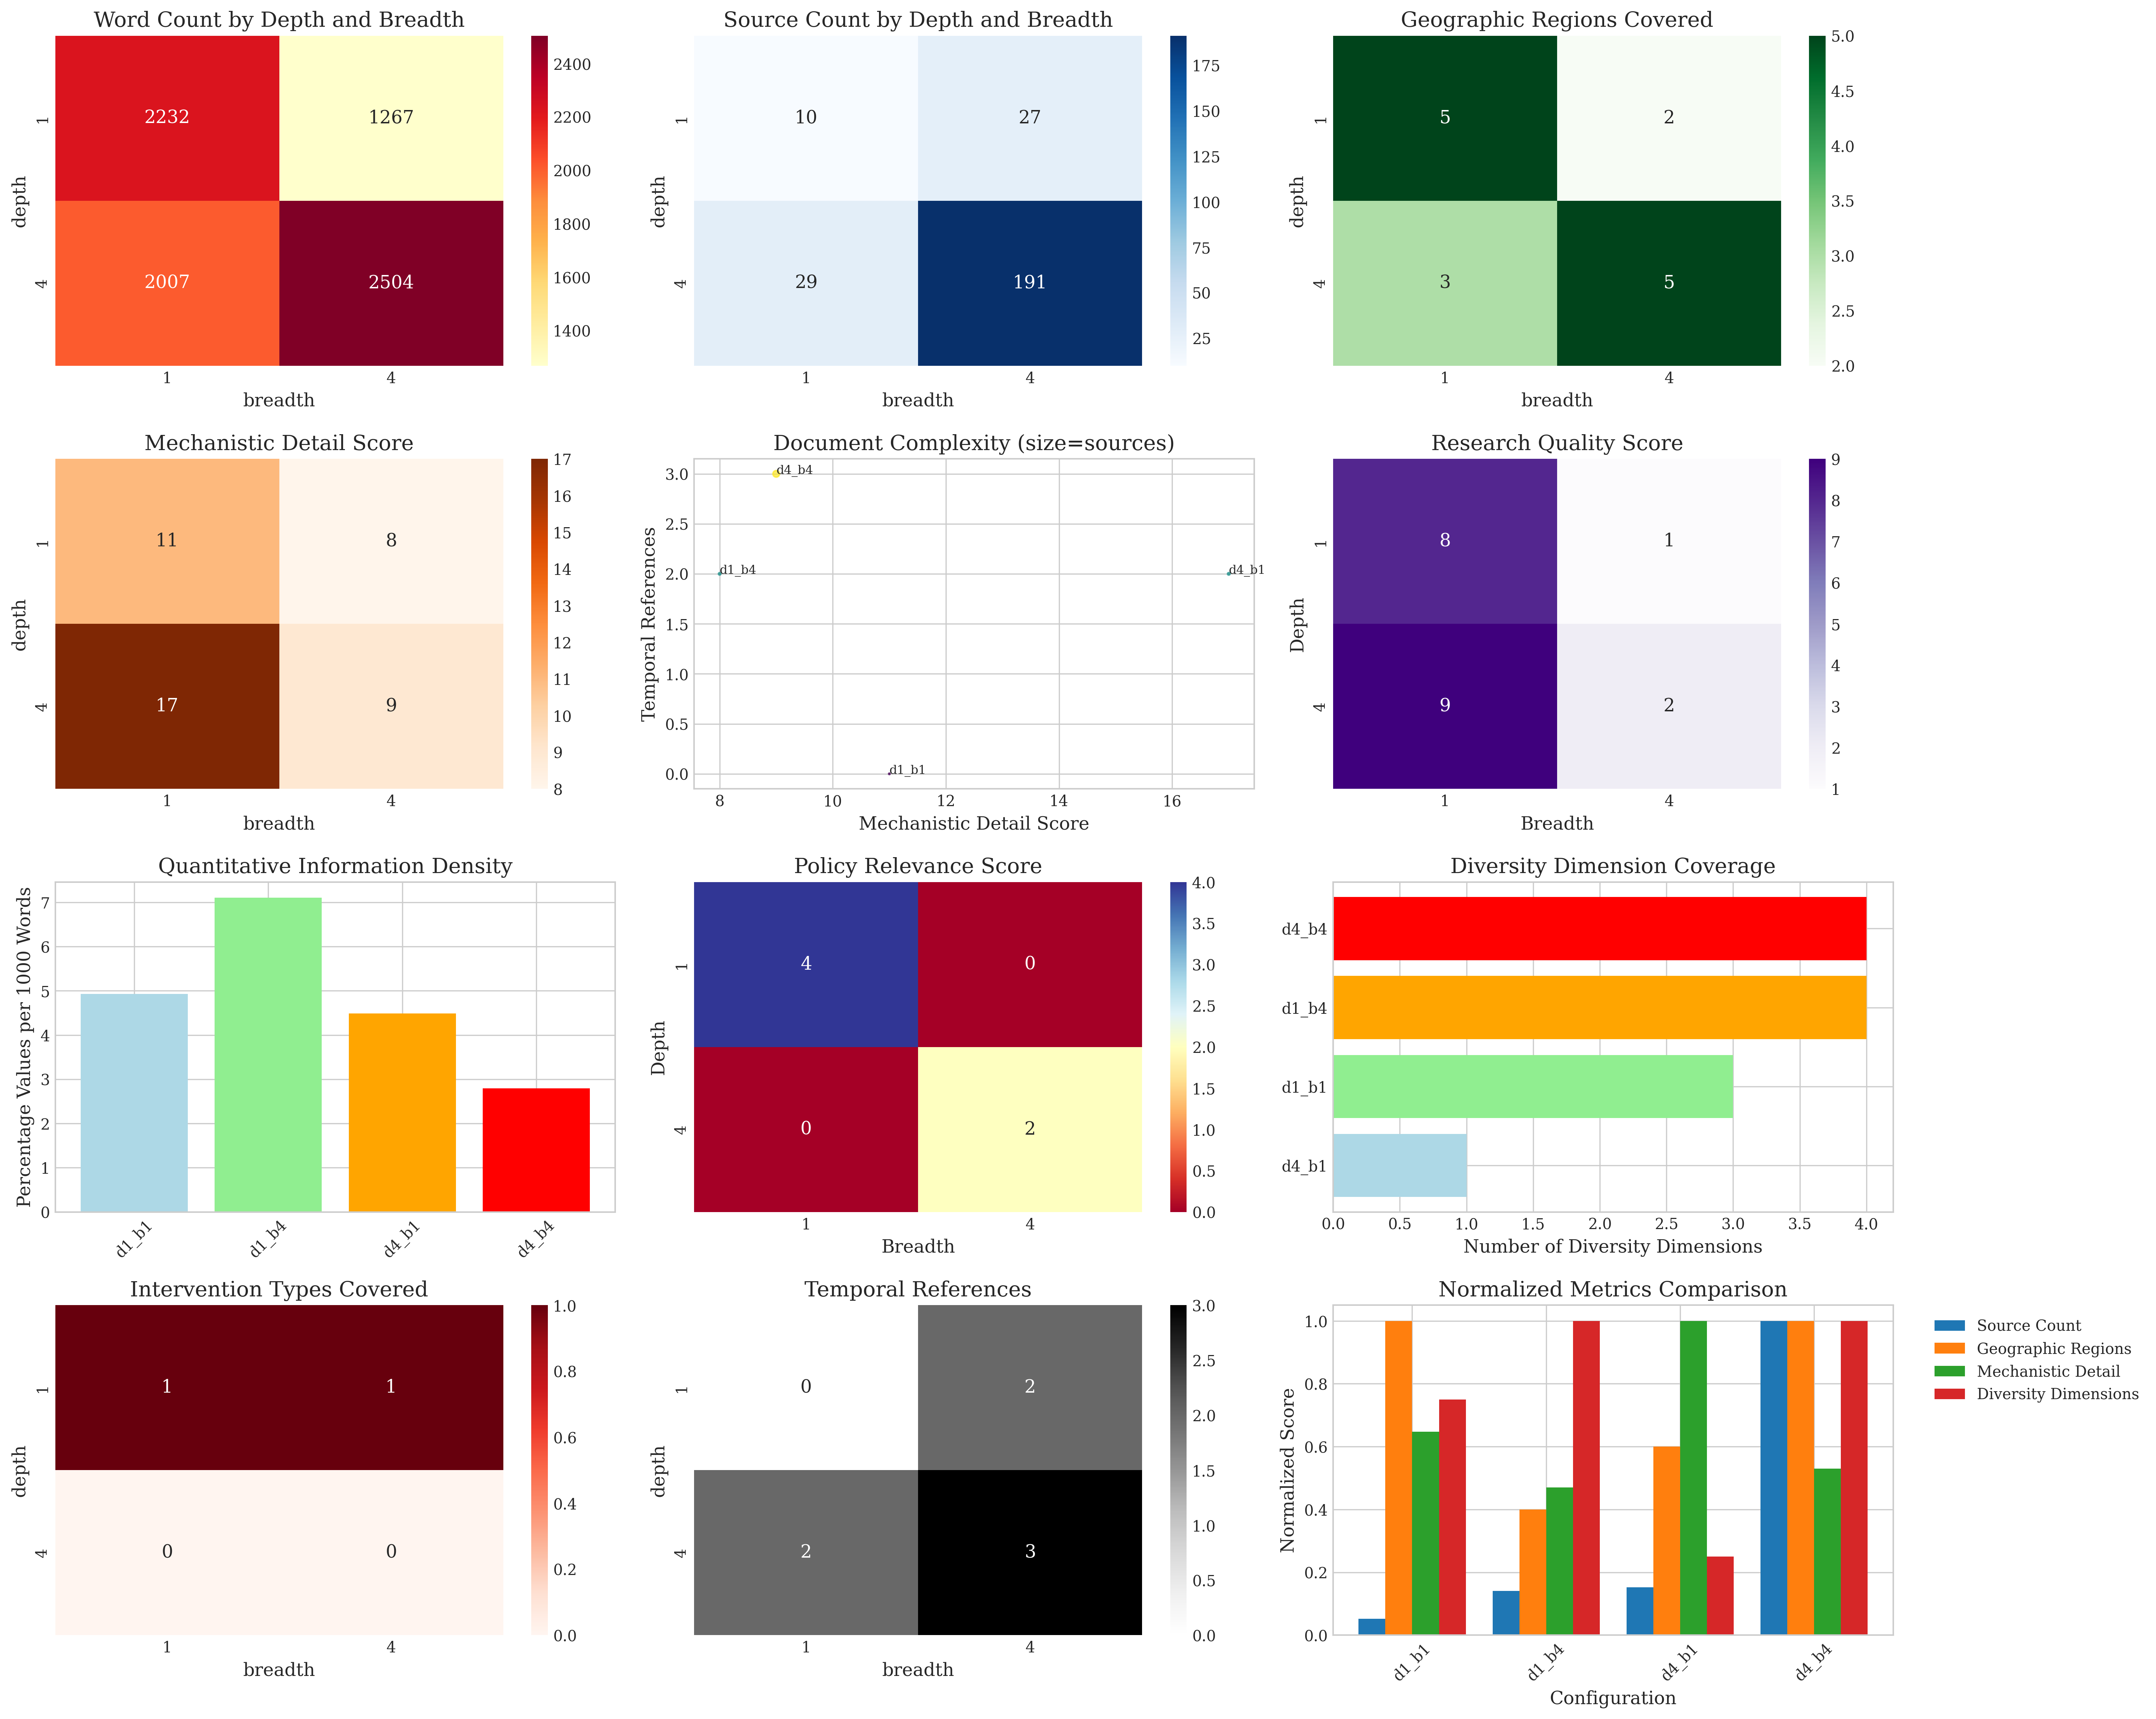 Word Count by Depth and Breadth
depth
1
4
2232
1267
2007
2504
1
4
breadth
2400
2200
2000
1800
1600
1400
Source Count by Depth and Breadth
depth
1
4
10
27
29
191
1
4
breadth
175
150
125
100
75
50
25
Geographic Regions Covered
depth
1
4
5
2
3
5
1
4
breadth
5.0
4.5
4.0
3.5
3.0
2.5
2.0
Mechanistic Detail Score
depth
1
4
11
8
17
9
1
4
breadth
17
16
15
14
13
12
11
10
9
8
Document Complexity (size=sources)
Temporal References
3.0
2.5
2.0
1.5
1.0
0.5
0.0
d4_b4
d1_b4
d4_b1
d1_b1
8
10
12
14
16
Mechanistic Detail Score
Research Quality Score
Depth
1
4
8
1
9
2
1
4
Breadth
9
8
7
6
5
4
3
2
1
Quantitative Information Density
Percentage Values per 1000 Words
7
6
5
4
3
2
1
0
d1_b1
d1_b4
d4_b1
d4_b4
Policy Relevance Score
Depth
1
4
4
0
0
2
1
4
Breadth
4.0
3.5
3.0
2.5
2.0
1.5
1.0
0.5
0.0
Diversity Dimension Coverage
d4_b4
d1_b4
d1_b1
d4_b1
0.0
0.5
1.0
1.5
2.0
2.5
3.0
3.5
4.0
Number of Diversity Dimensions
Intervention Types Covered
depth
1
4
1
1
0
0
1
4
breadth
1.0
0.8
0.6
0.4
0.2
0.0
Temporal References
depth
1
4
0
2
2
3
1
4
breadth
3.0
2.5
2.0
1.5
1.0
0.5
0.0
Normalized Metrics Comparison
Normalized Score
1.0
0.8
0.6
0.4
0.2
0.0
d1_b1
d1_b4
d4_b1
d4_b4
Configuration
Source Count
Geographic Regions
Mechanistic Detail
Diversity Dimensions